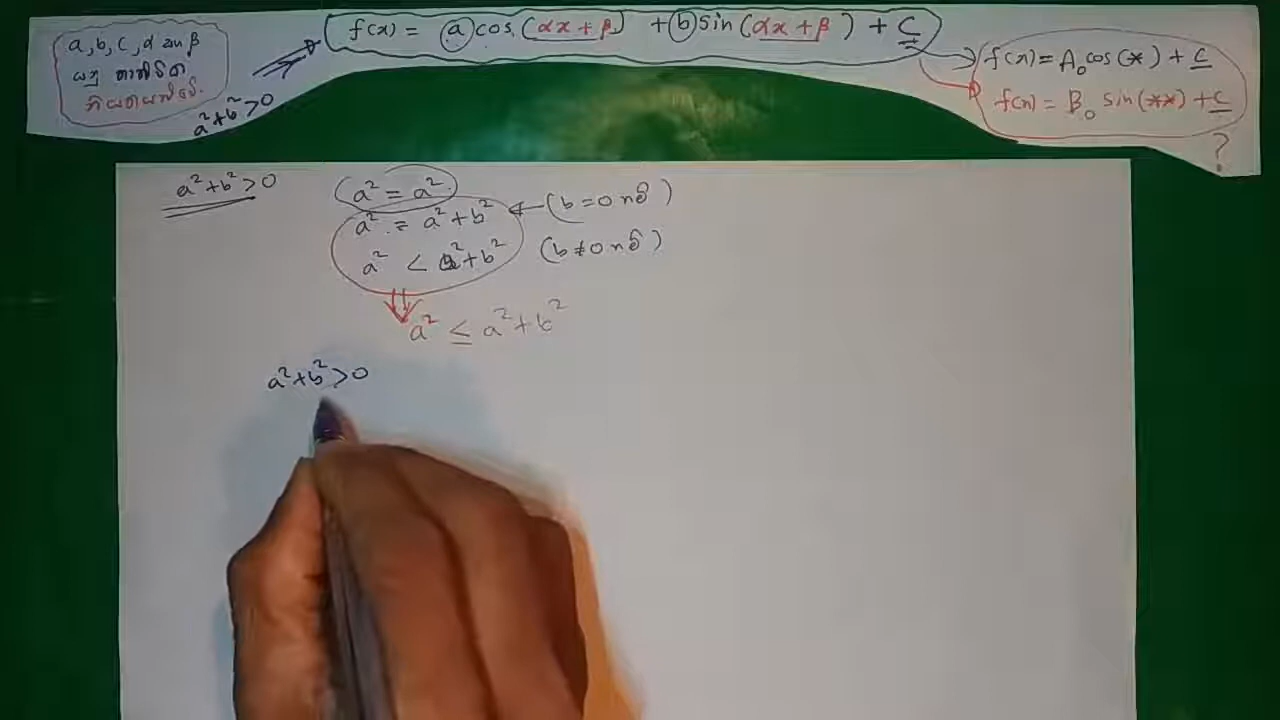 a, b, c, α සහ β
යනු තාත්වික
නියතයන්ය.
a² + b² > 0
f(x) = a cos (αx + β) + b sin (αx + β) + C
f(x) = A₀ cos (*) + C
f(x) = B₀ sin (**) + C
?
a² + b² > 0
a² = a²
a² = a² + b² ← (b = 0 නම්)
a² < a² + b² (b ≠ 0 නම්)
a² ≤ a² + b²
a² + b² > 0